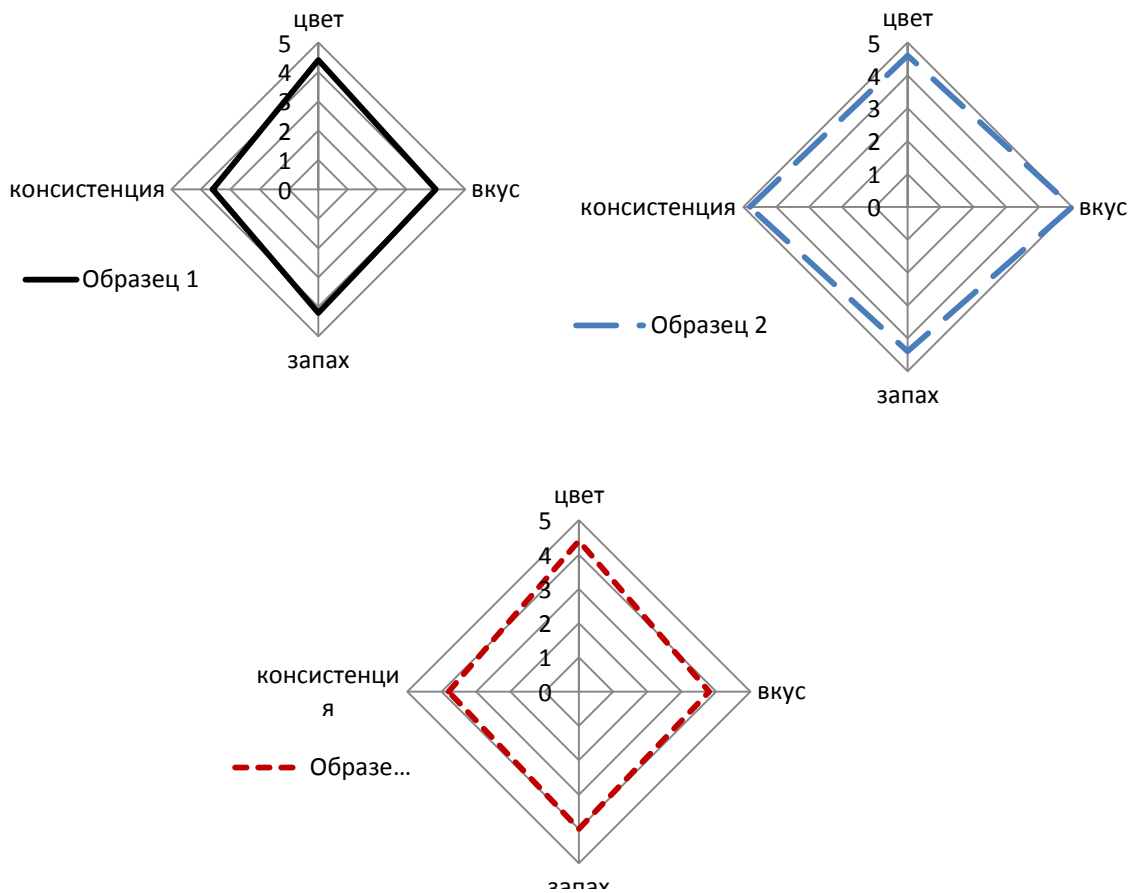 цвет
5
4
3
2
1
0
консистенция
вкус
Образец 1
запах
цвет
5
4
3
2
1
0
консистенция
вкус
Образец 2
запах
цвет
5
4
3
2
1
0
консистенци
я
вкус
Образе...
запах